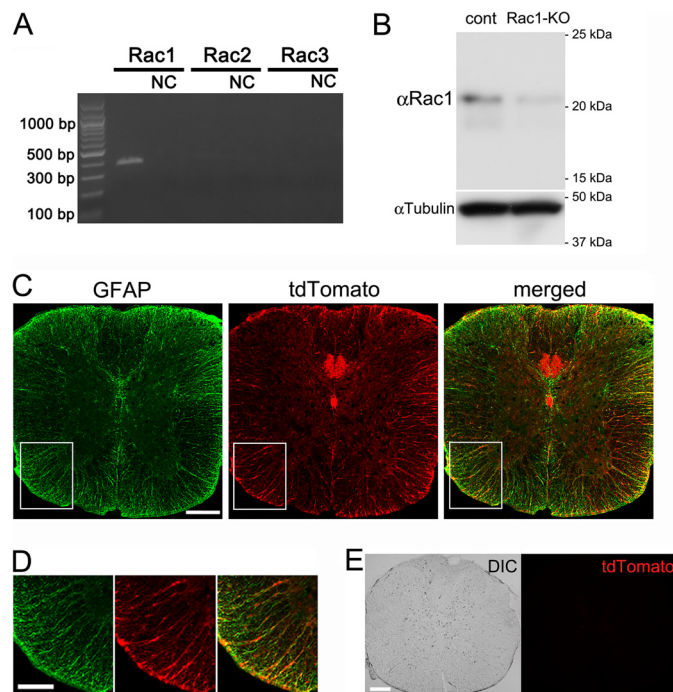 A
Rac1 Rac2 Rac3
NC NC NC
1000 bp
500 bp
300 bp
100 bp
B
cont Rac1-KO
- 25 kDa
αRac1
- 20 kDa
- 15 kDa
- 50 kDa
αTubulin
- 37 kDa
C
GFAP tdTomato merged
D
E
DIC tdTomato